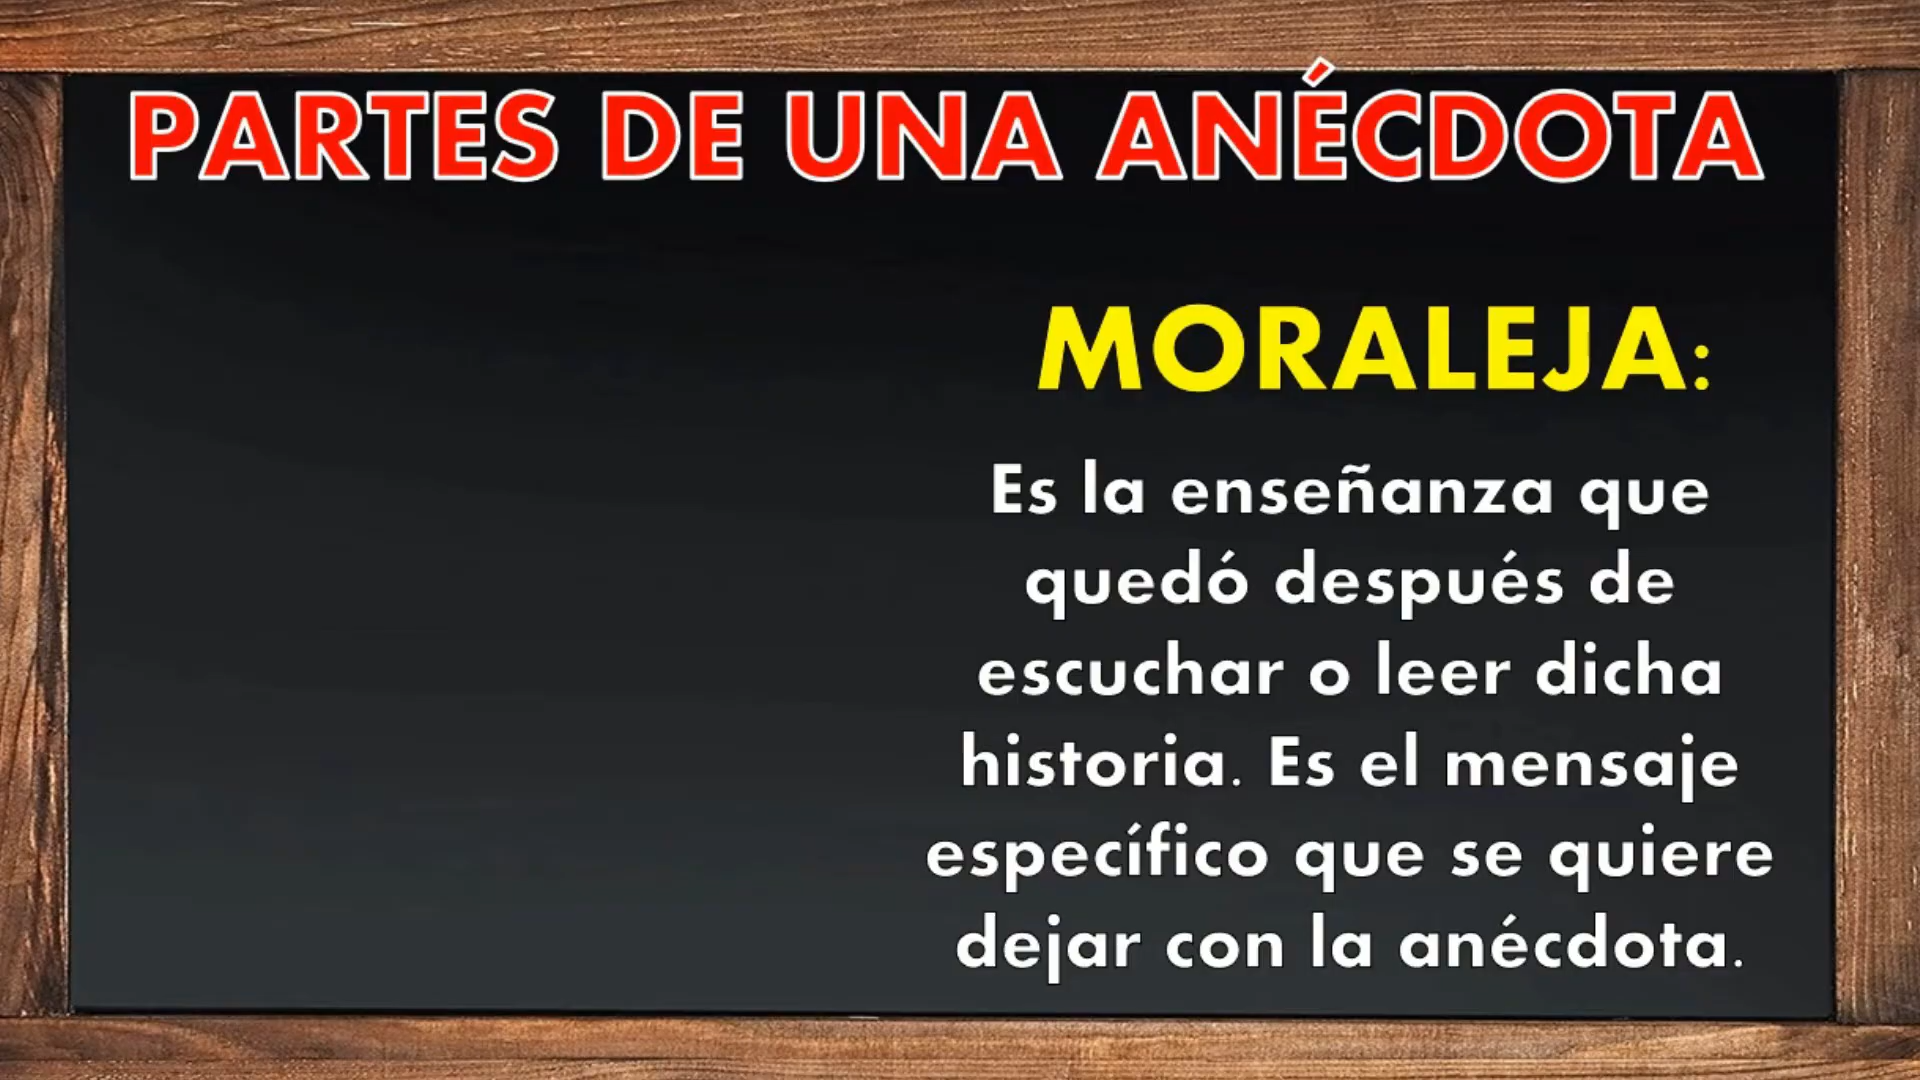 PARTES DE UNA ANÉCDOTA
MORALEJA:
Es la enseñanza que
quedó después de
escuchar o leer dicha
historia. Es el mensaje
específico que se quiere
dejar con la anécdota.